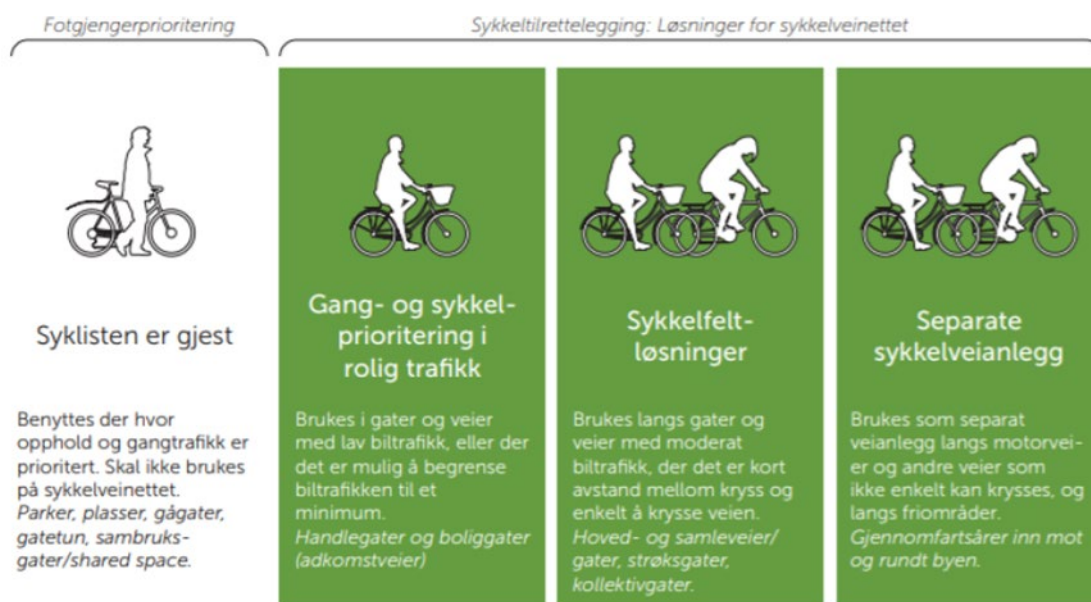 Fotgjengerprioritering
Sykkeltilrettelegging: Løsninger for sykkelveinettet
Syklisten er gjest
Benyttes der hvor
opphold og gangtrafikk er
prioritert. Skal ikke brukes
på sykkelveinettet.
Parker, plasser, gågater,
gatetun, sambruks-
gater/shared space.
Gang- og sykkel-
prioritering i
rolig trafikk
Brukes i gater og veier
med lav biltrafikk, eller der
det er mulig å begrense
biltrafikken til et
minimum.
Handlegater og boliggater
(adkomstveier)
Sykkelfelt-
løsninger
Brukes langs gater og
veier med moderat
biltrafikk, der det er kort
avstand mellom kryss og
enkelt å krysse veien.
Hoved- og samleveier/
gater, strøksgater,
kollektivgater.
Separate
sykkelveianlegg
Brukes som separat
veianlegg langs motorvei-
er og andre veier som
ikke enkelt kan krysses, og
langs friområder.
Gjennomfartsårer inn mot
og rundt byen.